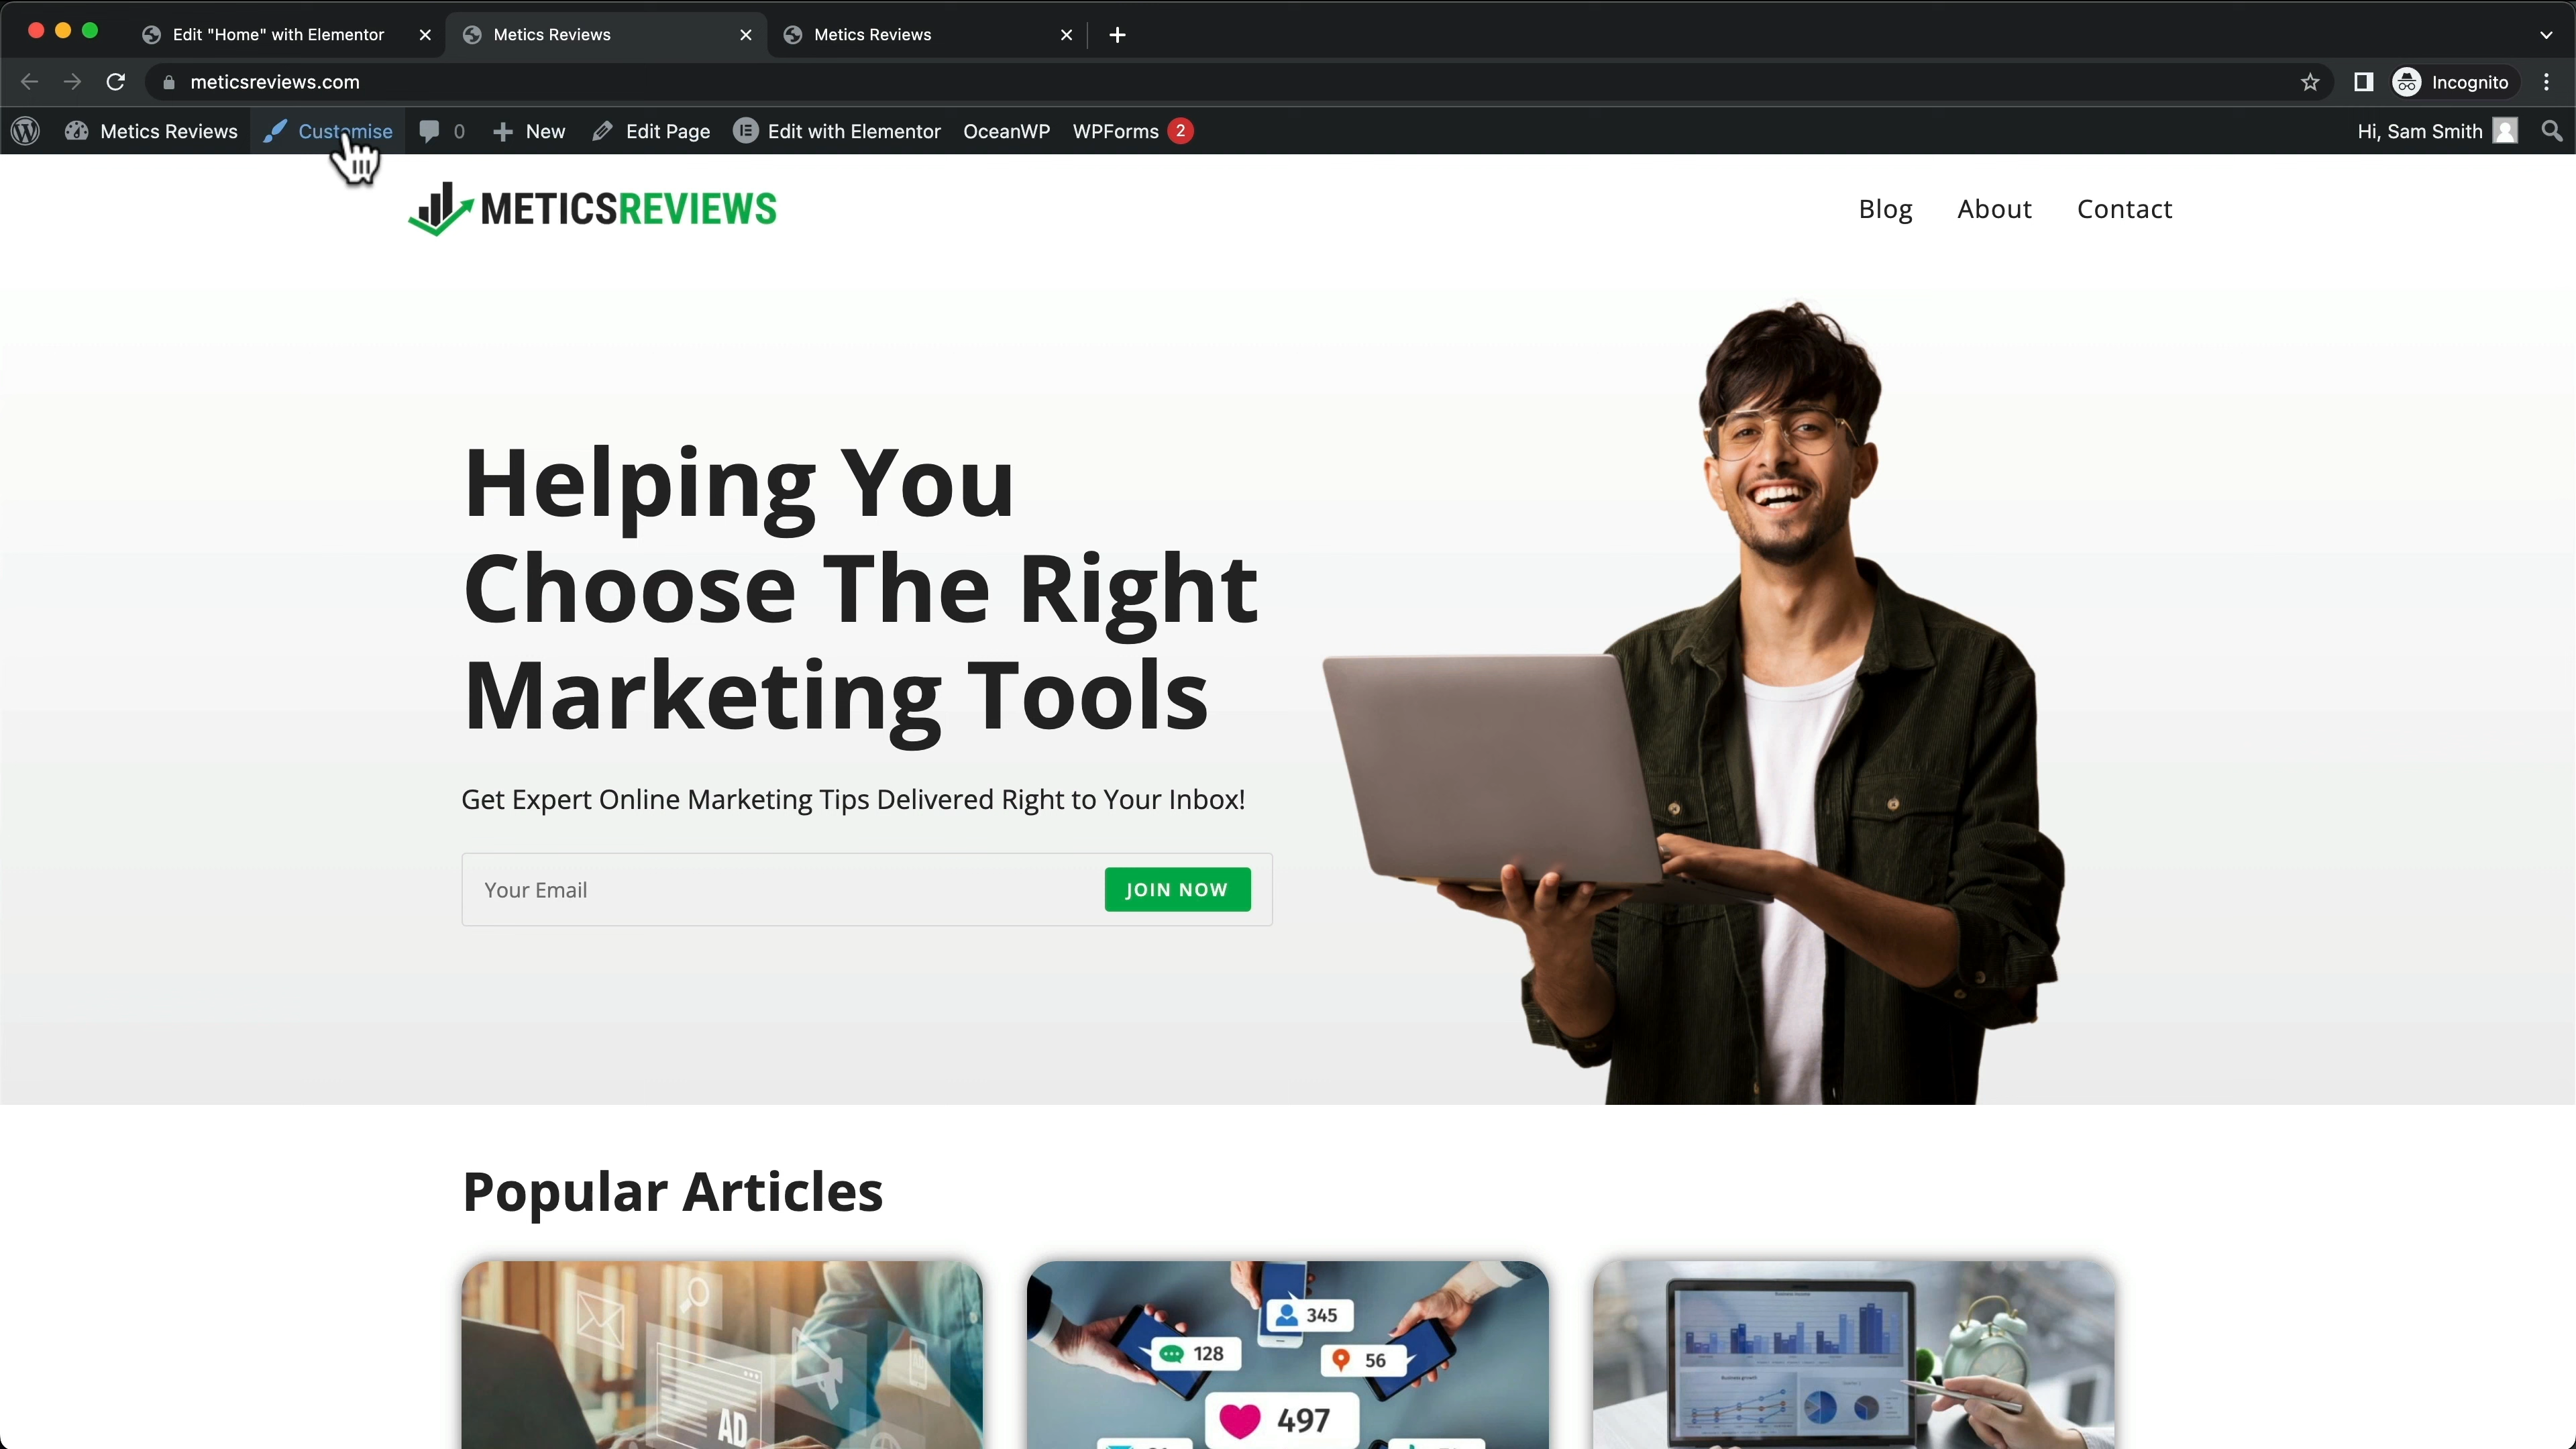 Edit "Home" with Elementor
Metics Reviews
Metics Reviews
meticsreviews.com
Incognito
Metics Reviews
Customise
0
New
Edit Page
Edit with Elementor
OceanWP
WPForms 2
Hi, Sam Smith
METICSREVIEWS
Blog
About
Contact
Helping You
Choose The Right
Marketing Tools
Get Expert Online Marketing Tips Delivered Right to Your Inbox!
Your Email
JOIN NOW
Popular Articles
AD
345
128
56
497